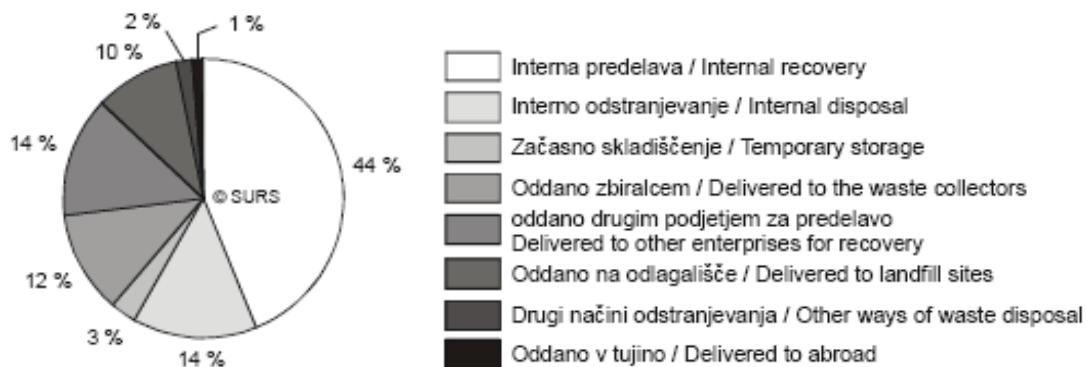 2 %
1 %
10 %
14 %
44 %
© SURS
12 %
3 %
14 %
Interna predelava / Internal recovery
Interno odstranjevanje / Internal disposal
Začasno skladiščenje / Temporary storage
Oddano zbiralcem / Delivered to the waste collectors
oddano drugim podjetjem za predelavo
Delivered to other enterprises for recovery
Oddano na odlagališče / Delivered to landfill sites
Drugi načini odstranjevanja / Other ways of waste disposal
Oddano v tujino / Delivered to abroad